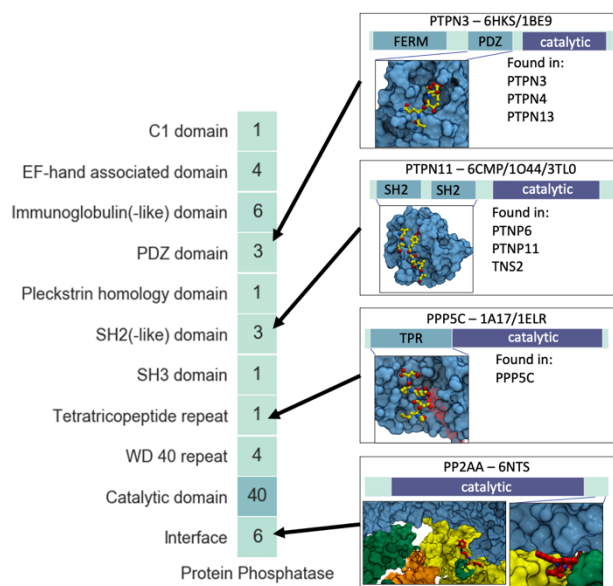 C1 domain 1
EF-hand associated domain 4
Immunoglobulin(-like) domain 6
PDZ domain 3
Pleckstrin homology domain 1
SH2(-like) domain 3
SH3 domain 1
Tetratricopeptide repeat 1
WD 40 repeat 4
Catalytic domain 40
Interface 6
Protein Phosphatase
PTPN3 – 6HKS/1BE9
FERM PDZ catalytic
Found in:
PTPN3
PTPN4
PTPN13
PTPN11 – 6CMP/1O44/3TL0
SH2 SH2 catalytic
Found in:
PTNP6
PTNP11
TNS2
PPP5C – 1A17/1ELR
TPR catalytic
Found in:
PPP5C
PP2AA – 6NTS
catalytic